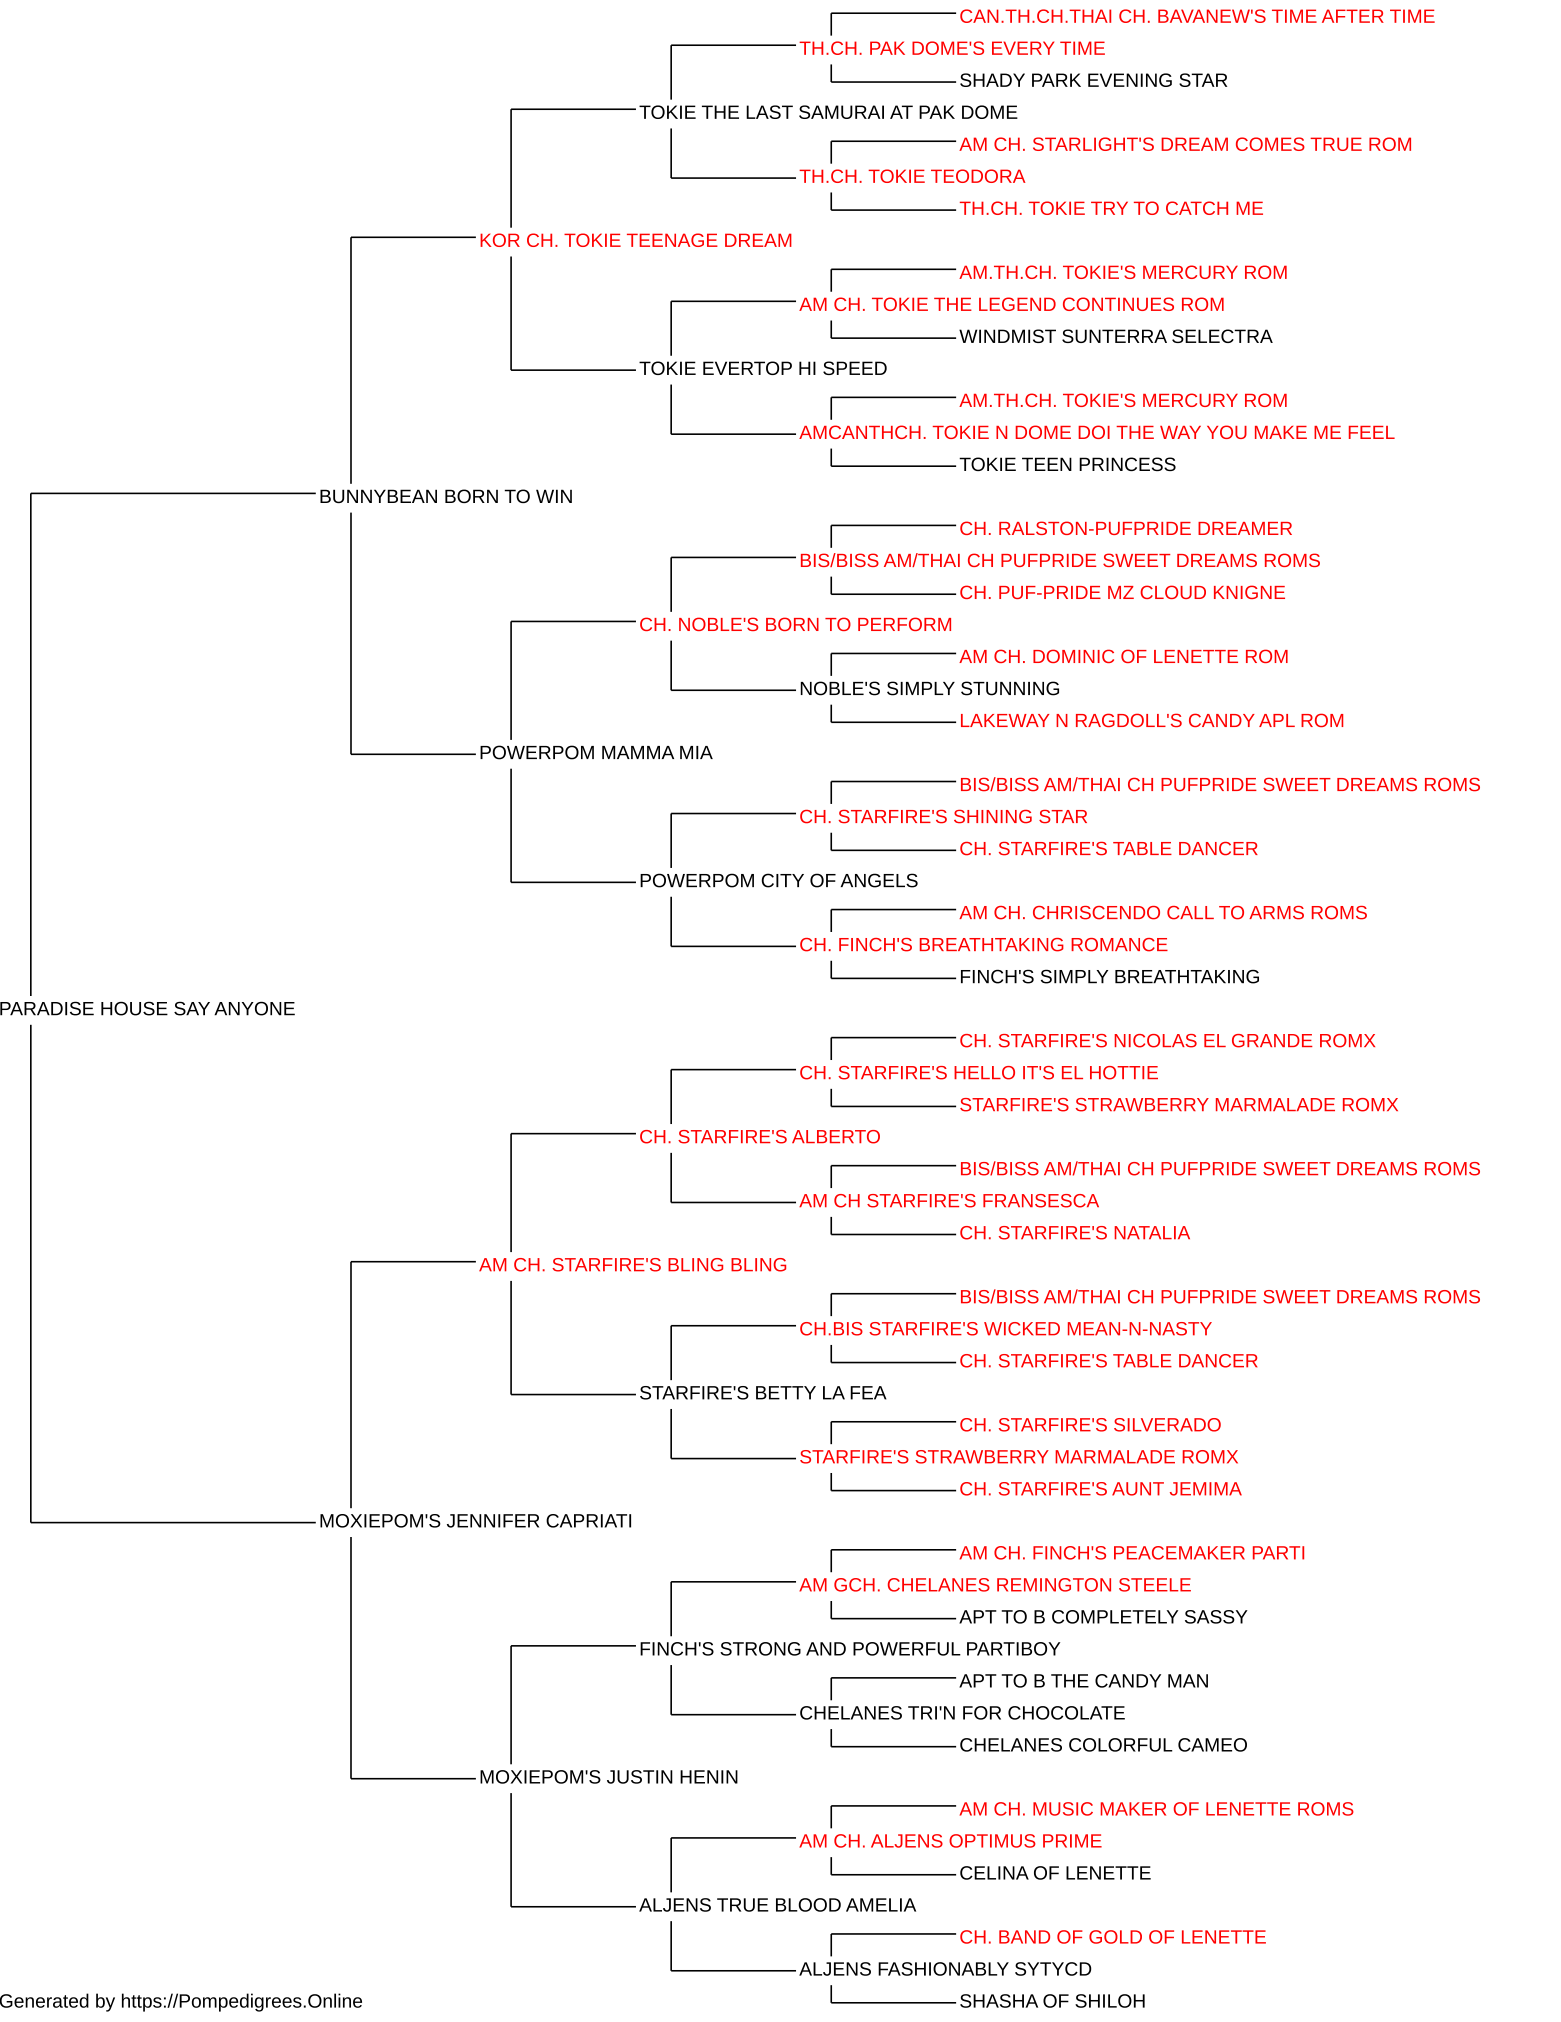 CAN.TH.CH.THAI CH. BAVANEW'S TIME AFTER TIME
TH.CH. PAK DOME'S EVERY TIME
SHADY PARK EVENING STAR
TOKIE THE LAST SAMURAI AT PAK DOME
AM CH. STARLIGHT'S DREAM COMES TRUE ROM
TH.CH. TOKIE TEODORA
TH.CH. TOKIE TRY TO CATCH ME
KOR CH. TOKIE TEENAGE DREAM
AM.TH.CH. TOKIE'S MERCURY ROM
AM CH. TOKIE THE LEGEND CONTINUES ROM
WINDMIST SUNTERRA SELECTRA
TOKIE EVERTOP HI SPEED
AM.TH.CH. TOKIE'S MERCURY ROM
AMCANTHCH. TOKIE N DOME DOI THE WAY YOU MAKE ME FEEL
TOKIE TEEN PRINCESS
BUNNYBEAN BORN TO WIN
CH. RALSTON-PUFPRIDE DREAMER
BIS/BISS AM/THAI CH PUFPRIDE SWEET DREAMS ROMS
CH. PUF-PRIDE MZ CLOUD KNIGNE
CH. NOBLE'S BORN TO PERFORM
AM CH. DOMINIC OF LENETTE ROM
NOBLE'S SIMPLY STUNNING
LAKEWAY N RAGDOLL'S CANDY APL ROM
POWERPOM MAMMA MIA
BIS/BISS AM/THAI CH PUFPRIDE SWEET DREAMS ROMS
CH. STARFIRE'S SHINING STAR
CH. STARFIRE'S TABLE DANCER
POWERPOM CITY OF ANGELS
AM CH. CHRISCENDO CALL TO ARMS ROMS
CH. FINCH'S BREATHTAKING ROMANCE
FINCH'S SIMPLY BREATHTAKING
PARADISE HOUSE SAY ANYONE
CH. STARFIRE'S NICOLAS EL GRANDE ROMX
CH. STARFIRE'S HELLO IT'S EL HOTTIE
STARFIRE'S STRAWBERRY MARMALADE ROMX
CH. STARFIRE'S ALBERTO
BIS/BISS AM/THAI CH PUFPRIDE SWEET DREAMS ROMS
AM CH STARFIRE'S FRANSESCA
CH. STARFIRE'S NATALIA
AM CH. STARFIRE'S BLING BLING
BIS/BISS AM/THAI CH PUFPRIDE SWEET DREAMS ROMS
CH.BIS STARFIRE'S WICKED MEAN-N-NASTY
CH. STARFIRE'S TABLE DANCER
STARFIRE'S BETTY LA FEA
CH. STARFIRE'S SILVERADO
STARFIRE'S STRAWBERRY MARMALADE ROMX
CH. STARFIRE'S AUNT JEMIMA
MOXIEPOM'S JENNIFER CAPRIATI
AM CH. FINCH'S PEACEMAKER PARTI
AM GCH. CHELANES REMINGTON STEELE
APT TO B COMPLETELY SASSY
FINCH'S STRONG AND POWERFUL PARTIBOY
APT TO B THE CANDY MAN
CHELANES TRI'N FOR CHOCOLATE
CHELANES COLORFUL CAMEO
MOXIEPOM'S JUSTIN HENIN
AM CH. MUSIC MAKER OF LENETTE ROMS
AM CH. ALJENS OPTIMUS PRIME
CELINA OF LENETTE
ALJENS TRUE BLOOD AMELIA
CH. BAND OF GOLD OF LENETTE
ALJENS FASHIONABLY SYTYCD
SHASHA OF SHILOH
Generated by https://Pompedigrees.Online